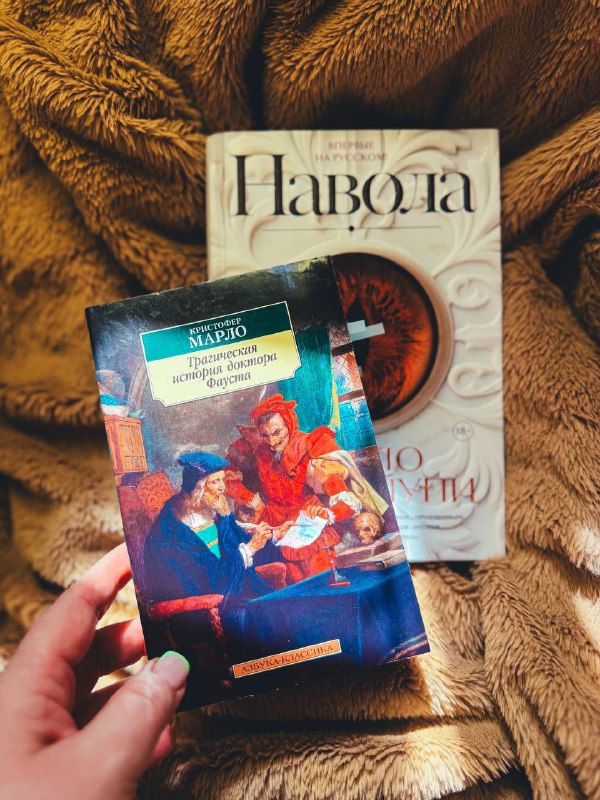 ВПЕРВЫЕ
НА РУССКОМ!
Навола
18+
КРИСТОФЕР
МАРЛО
Трагическая
история доктора
Фауста
АЗБУКА-КЛАССИКА